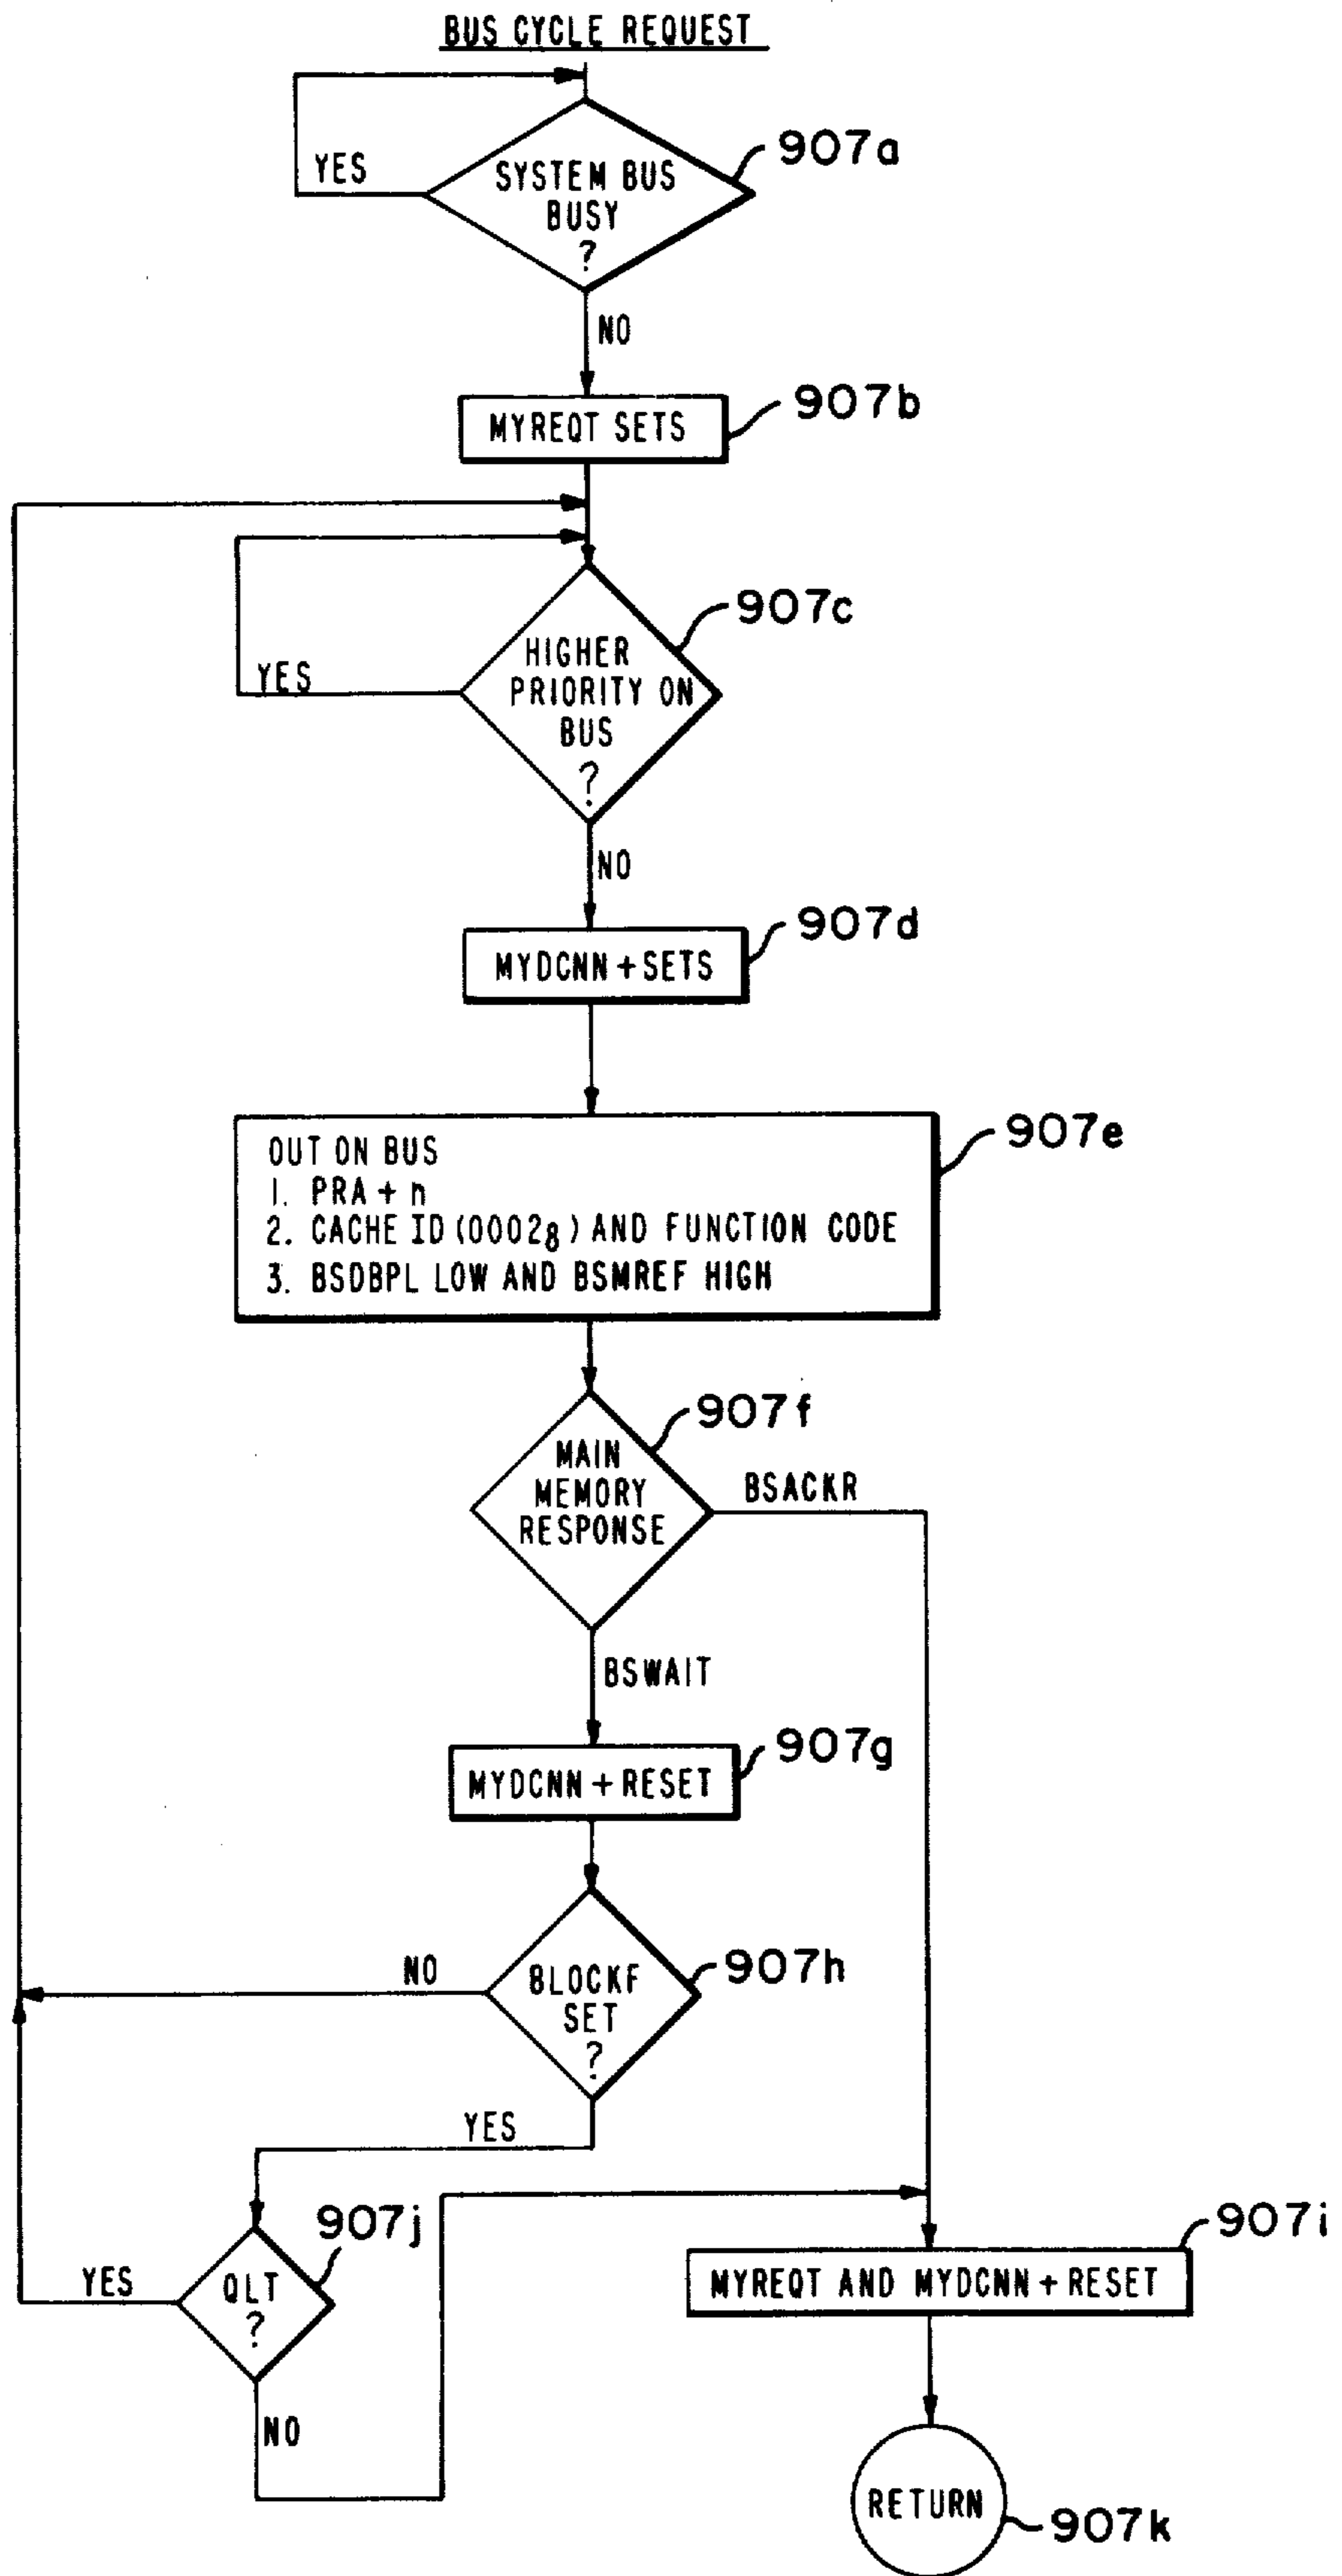 BUS CYCLE REQUEST
907a
YES
SYSTEM BUS
BUSY
?
NO
907b
MYREQT SETS
907c
HIGHER
PRIORITY ON
BUS
?
YES
NO
907d
MYDCNN + SETS
907e
OUT ON BUS
1. PRA + n
2. CACHE ID (0002₈) AND FUNCTION CODE
3. BSDBPL LOW AND BSMREF HIGH
907f
MAIN
MEMORY
RESPONSE
BSACKR
BSWAIT
907g
MYDCNN + RESET
907h
NO
BLOCKF
SET
?
YES
907j
YES
QLT
?
NO
907i
MYREQT AND MYDCNN + RESET
RETURN
907k